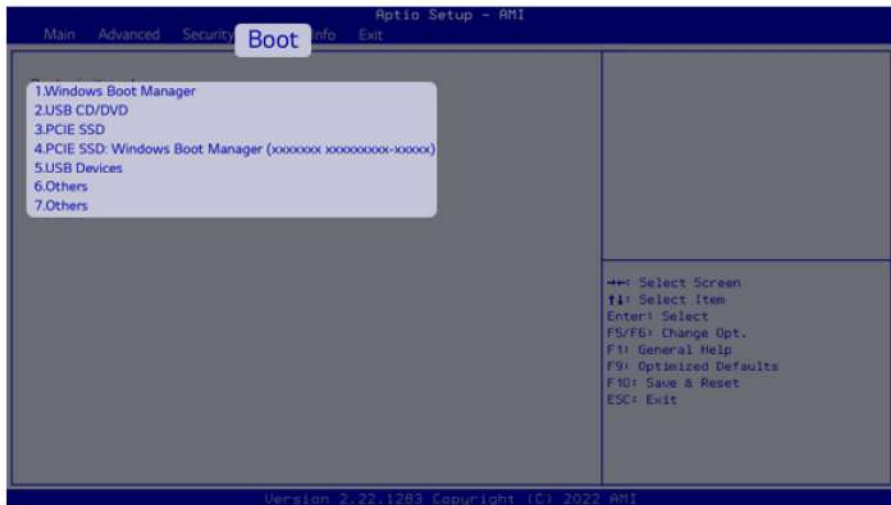 Aptio Setup - AMI
Main Advanced Security Boot Info Exit
1.Windows Boot Manager
2.USB CD/DVD
3.PCIE SSD
4.PCIE SSD: Windows Boot Manager (xxxxxxx xxxxxxxxx-xxxxx)
5.USB Devices
6.Others
7.Others
→←: Select Screen
↑↓: Select Item
Enter: Select
F5/F6: Change Opt.
F1: General Help
F9: Optimized Defaults
F10: Save & Reset
ESC: Exit
Version 2.22.1283 Copyright (C) 2022 AMI